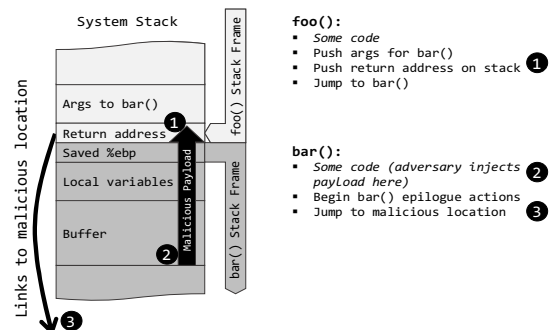 System Stack
Args to bar()
Return address
Saved %ebp
Local variables
Buffer
foo() Stack Frame
bar() Stack Frame
Malicious Payload
Links to malicious location
1
2
3
foo():
▪ Some code
▪ Push args for bar()
▪ Push return address on stack 1
▪ Jump to bar()
bar():
▪ Some code (adversary injects 2
payload here)
▪ Begin bar() epilogue actions
▪ Jump to malicious location 3